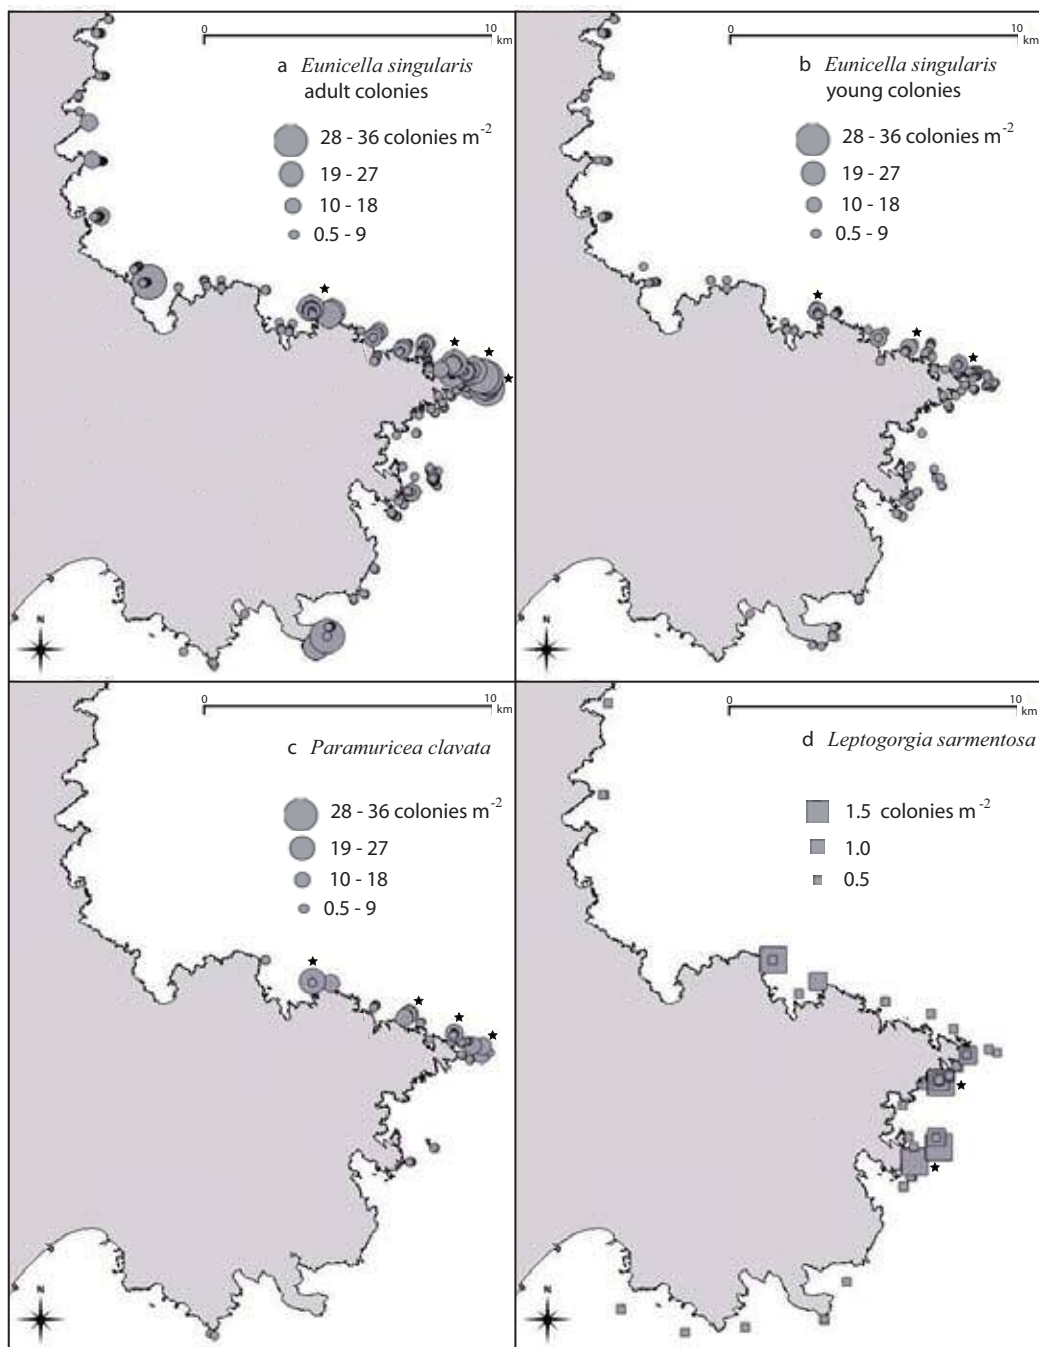 0 10
km
a Eunicella singularis
adult colonies
28 - 36 colonies m-2
19 - 27
10 - 18
0.5 - 9
N
0 10
km
b Eunicella singularis
young colonies
28 - 36 colonies m-2
19 - 27
10 - 18
0.5 - 9
N
0 10
km
c Paramuricea clavata
28 - 36 colonies m-2
19 - 27
10 - 18
0.5 - 9
N
0 10
km
d Leptogorgia sarmentosa
1.5 colonies m-2
1.0
0.5
N